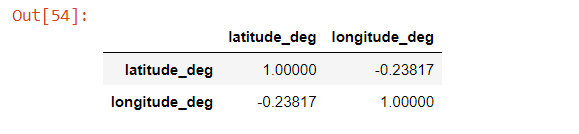 Out[54]:
latitude_deg longitude_deg
latitude_deg 1.00000 -0.23817
longitude_deg -0.23817 1.00000